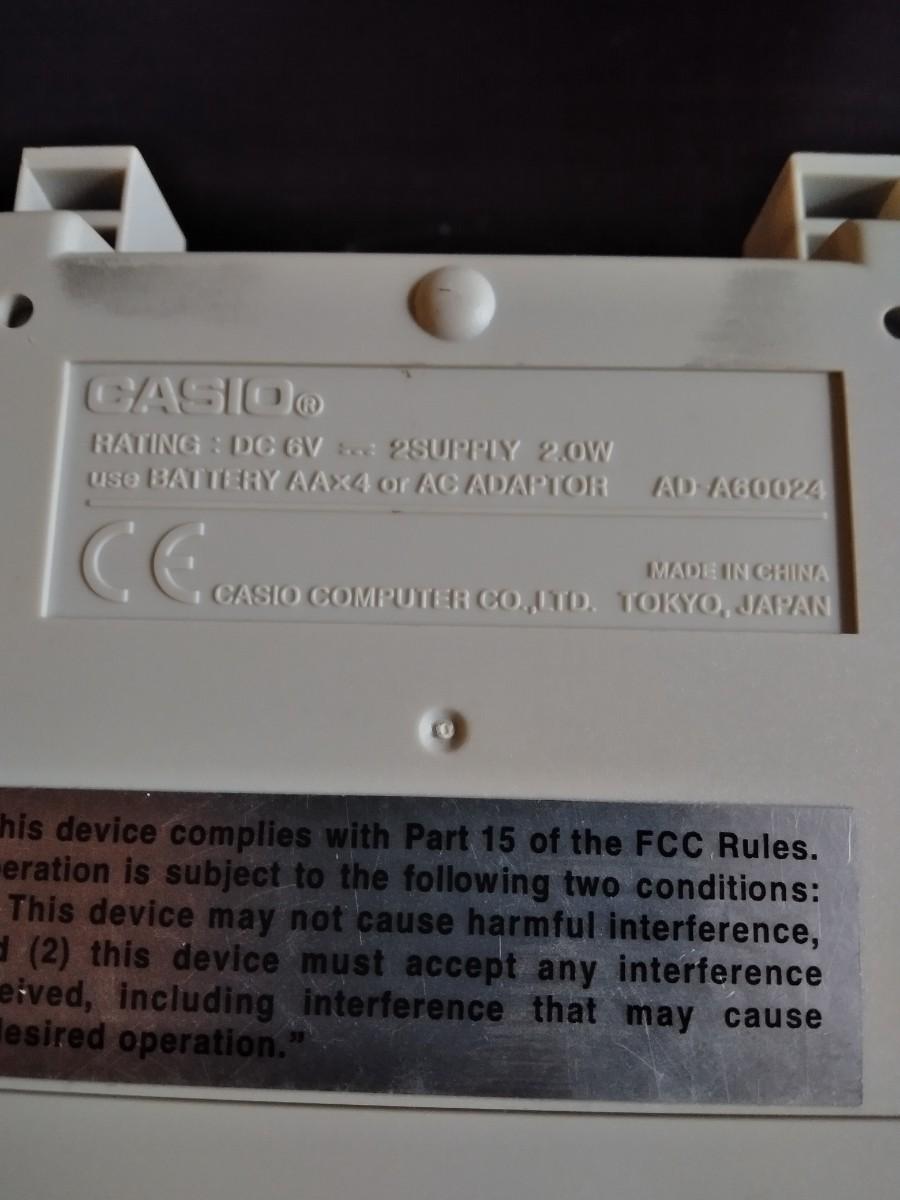 CASIO®
RATING : DC 6V ⎓ 2SUPPLY 2.0W
use BATTERY AA×4 or AC ADAPTOR AD-A60024
CE CASIO COMPUTER CO.,LTD.
MADE IN CHINA
TOKYO, JAPAN
his device complies with Part 15 of the FCC Rules.
eration is subject to the following two conditions:
This device may not cause harmful interference,
d (2) this device must accept any interference
eived, including interference that may cause
desired operation.”